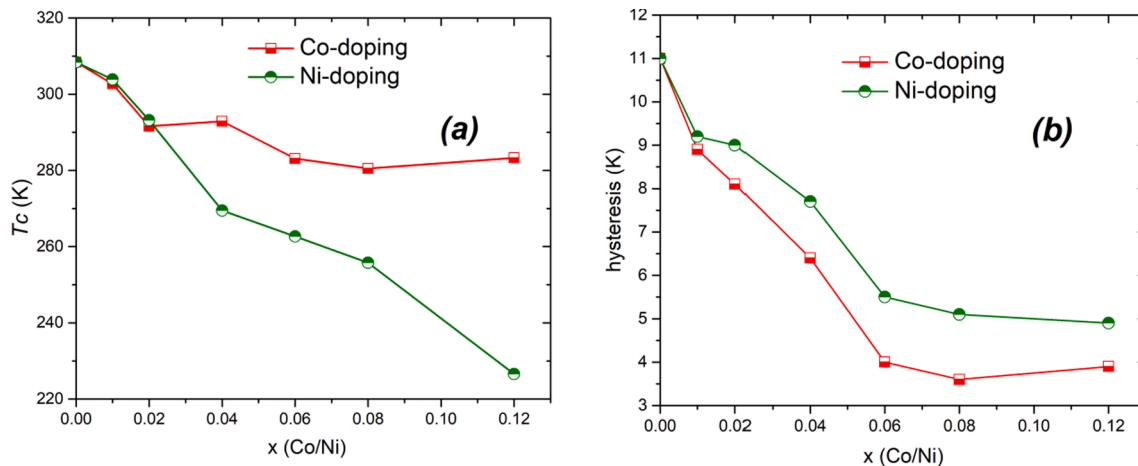 320
300
280
260
240
220
Tc (K)
Co-doping
Ni-doping
(a)
0.00 0.02 0.04 0.06 0.08 0.10 0.12
x (Co/Ni)
12
11
10
9
8
7
6
5
4
3
hysteresis (K)
Co-doping
Ni-doping
(b)
0.00 0.02 0.04 0.06 0.08 0.10 0.12
x (Co/Ni)